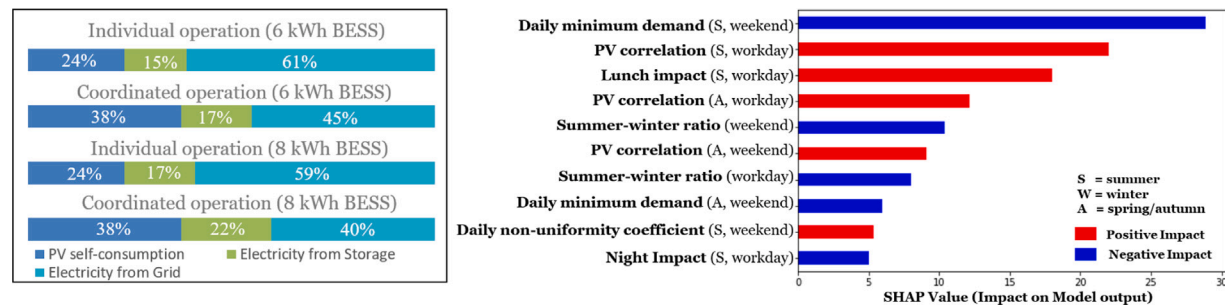 Individual operation (6 kWh BESS)
24% 15% 61%
Coordinated operation (6 kWh BESS)
38% 17% 45%
Individual operation (8 kWh BESS)
24% 17% 59%
Coordinated operation (8 kWh BESS)
38% 22% 40%
PV self-consumption Electricity from Storage
Electricity from Grid
Daily minimum demand (S, weekend)
PV correlation (S, workday)
Lunch impact (S, workday)
PV correlation (A, workday)
Summer-winter ratio (weekend)
PV correlation (A, weekend)
Summer-winter ratio (workday)
Daily minimum demand (A, weekend)
Daily non-uniformity coefficient (S, weekend)
Night Impact (S, workday)
S = summer
W = winter
A = spring/autumn
Positive Impact
Negative Impact
0 5 10 15 20 25 30
SHAP Value (Impact on Model output)